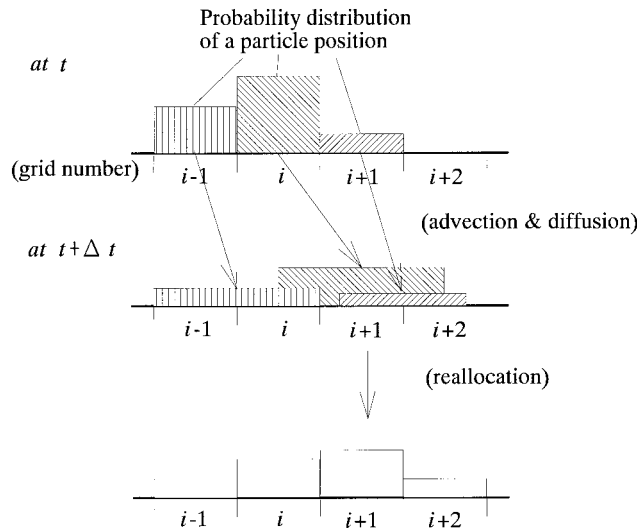 Probability distribution
of a particle position
at t
(grid number)
i-1 i i+1 i+2
(advection & diffusion)
at t+Δt
i-1 i i+1 i+2
(reallocation)
i-1 i i+1 i+2